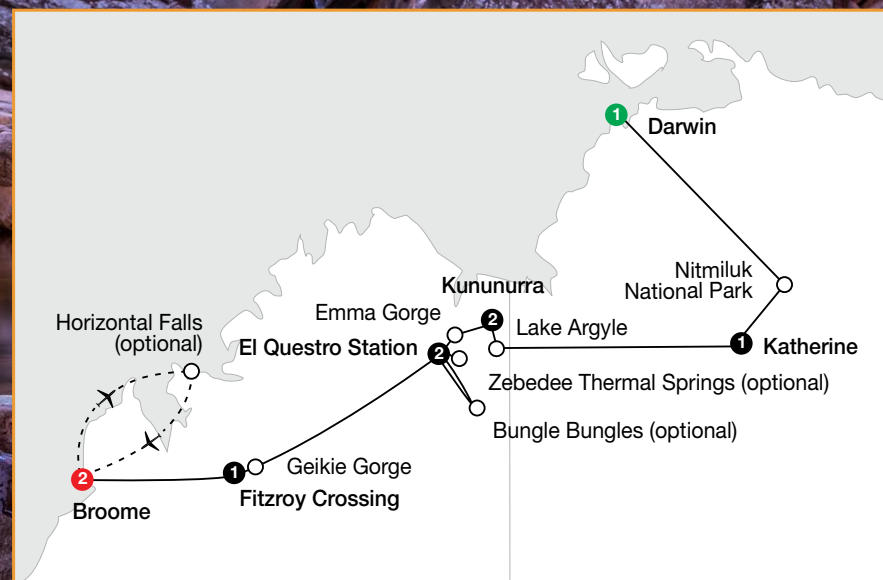 1
Darwin
Nitmiluk
National Park
Kununurra
Emma Gorge
2
Lake Argyle
Horizontal Falls
(optional)
El Questro Station
2
1
Katherine
Zebedee Thermal Springs (optional)
Bungle Bungles (optional)
1
Geikie Gorge
2
Fitzroy Crossing
Broome